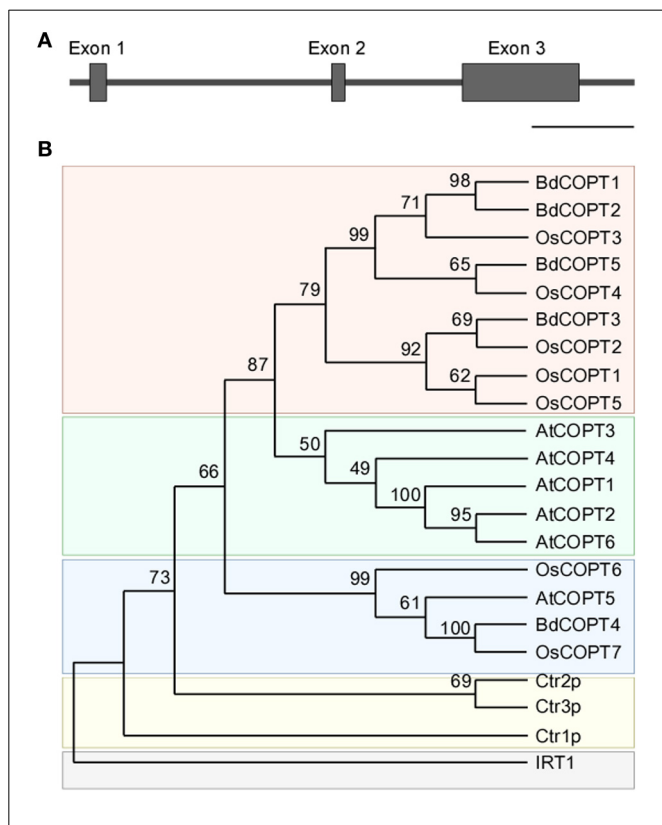 A
Exon 1 Exon 2 Exon 3
B
98 BdCOPT1
71 BdCOPT2
99 OsCOPT3
65 BdCOPT5
79 OsCOPT4
69 BdCOPT3
92 OsCOPT2
87 62 OsCOPT1
OsCOPT5
50 AtCOPT3
66 49 AtCOPT4
100 AtCOPT1
95 AtCOPT2
AtCOPT6
73 99 OsCOPT6
61 AtCOPT5
100 BdCOPT4
OsCOPT7
69 Ctr2p
Ctr3p
Ctr1p
IRT1